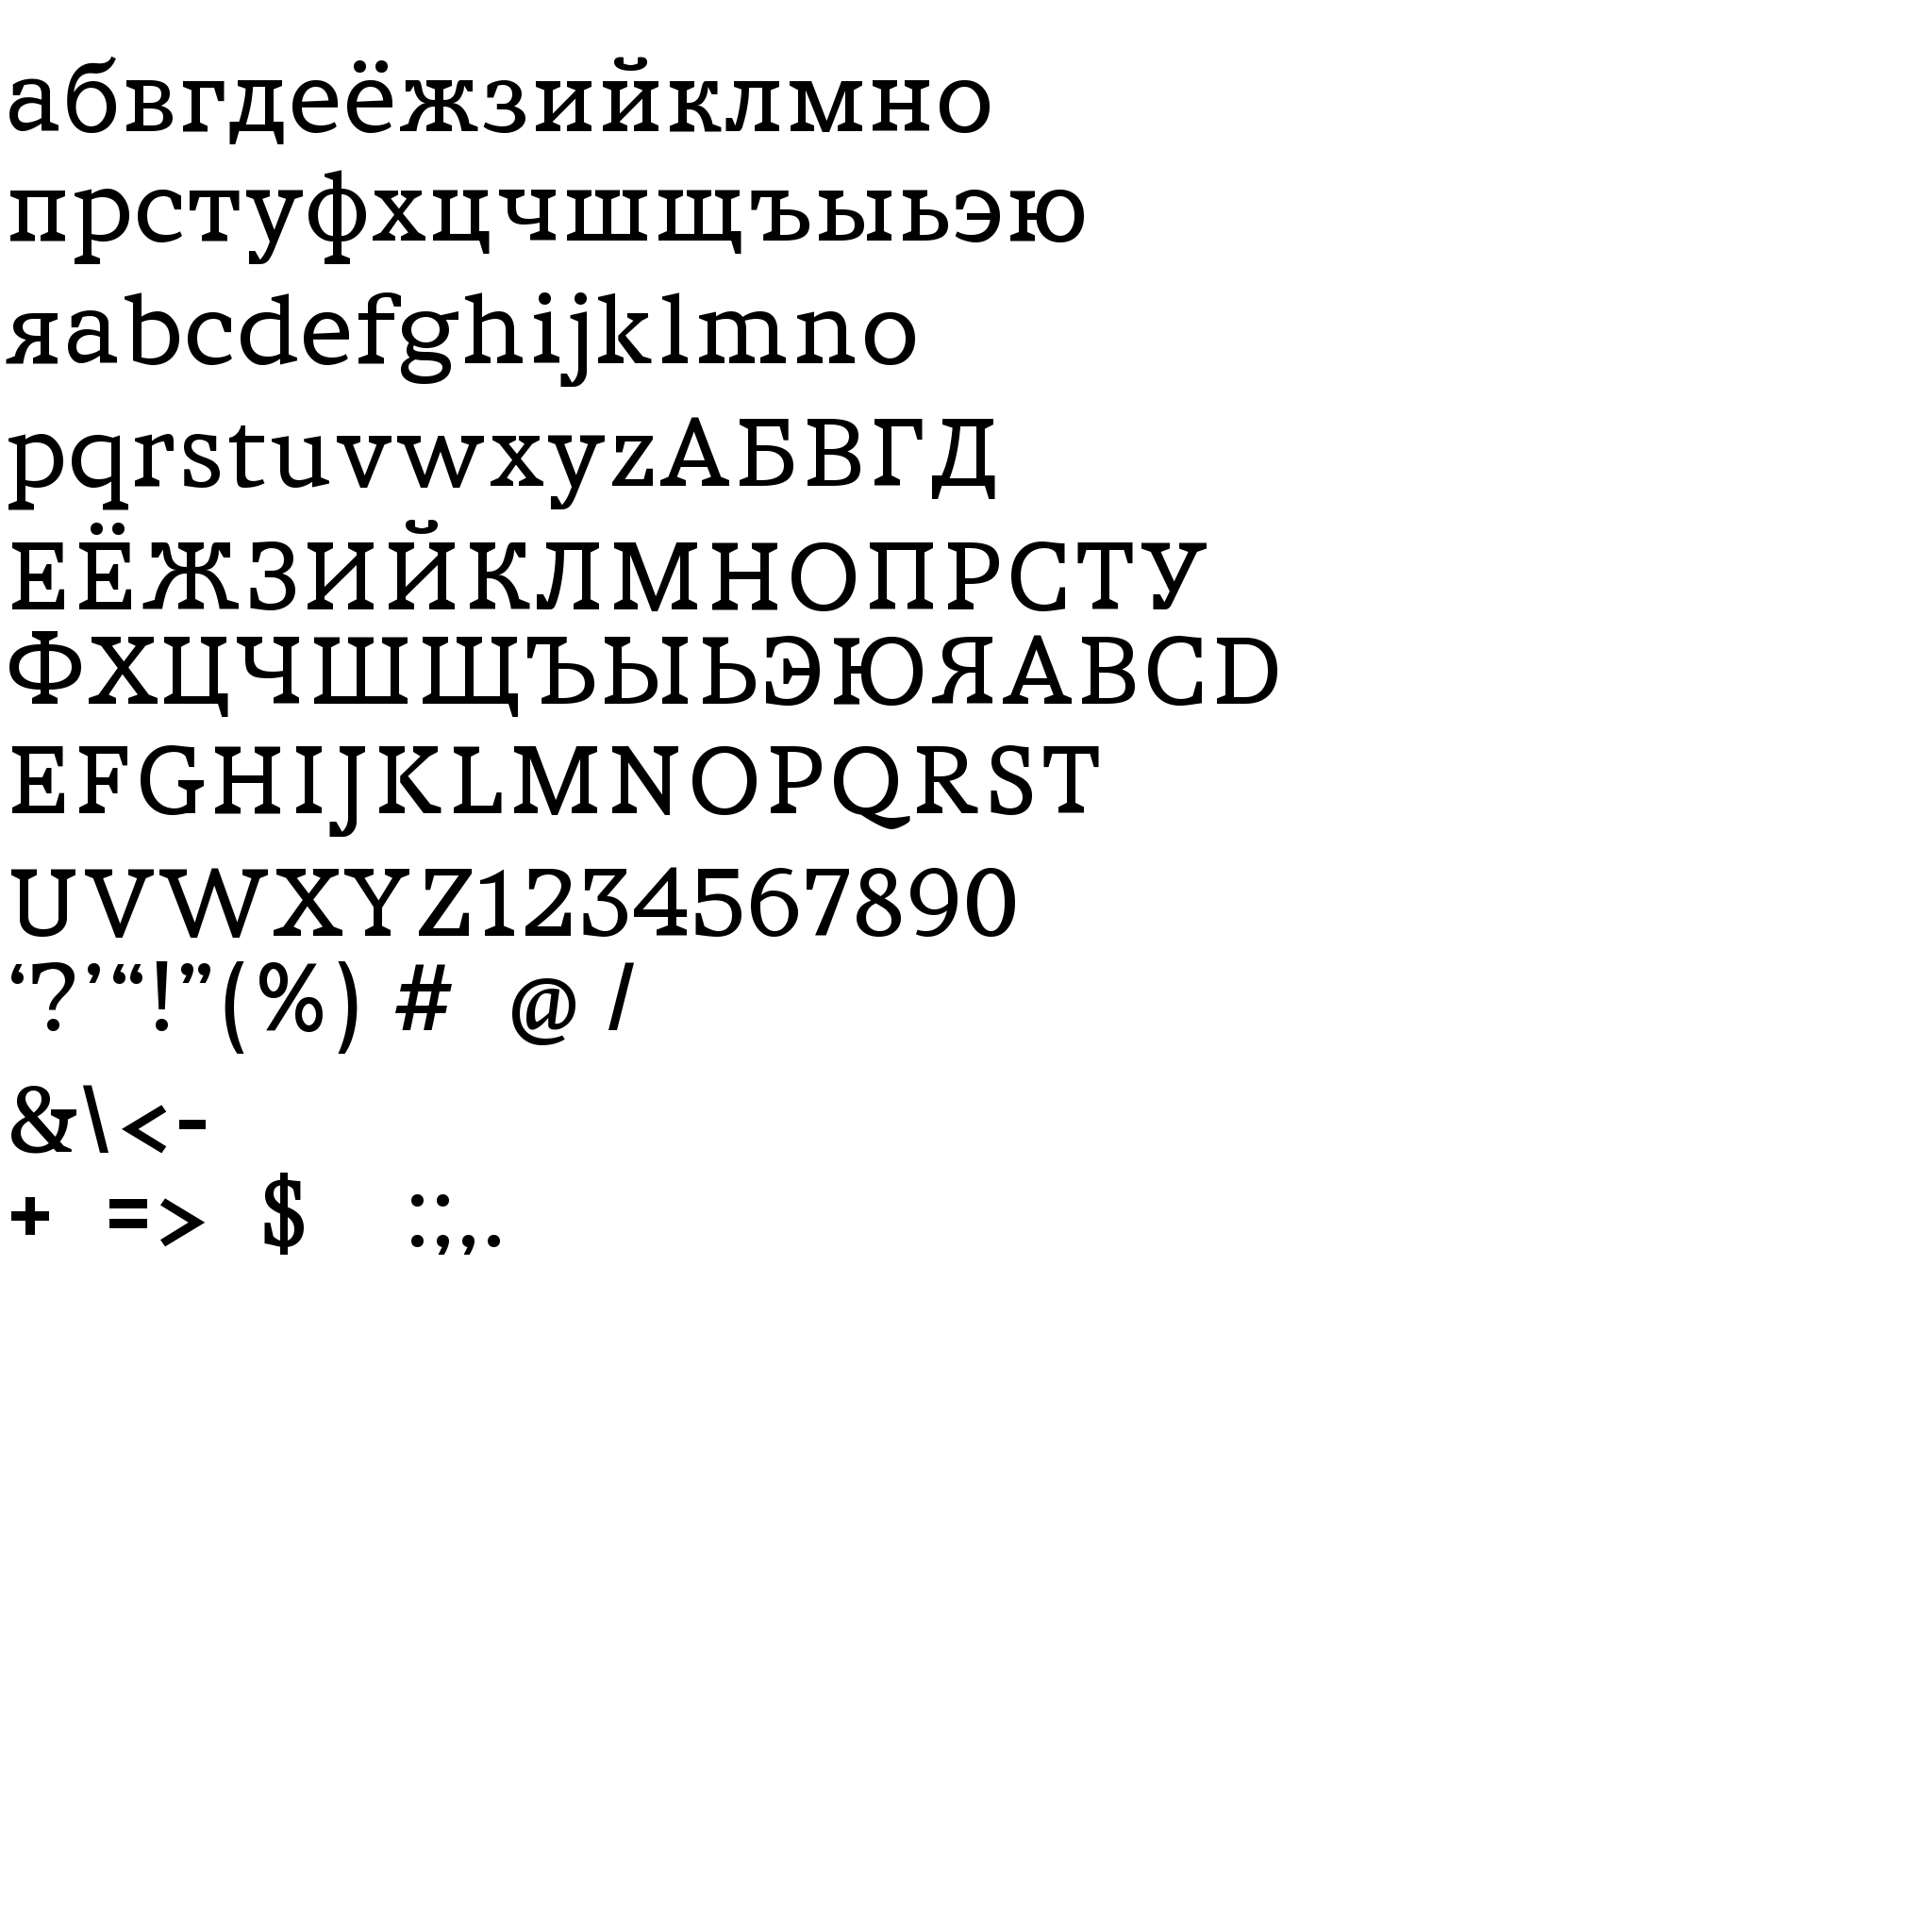 абвгдеёжзийклмно
прстуфхцчшщъыьэю
яabcdefghijklmno
pqrstuvwxyzАБВГД
ЕЁЖЗИЙКЛМНОПРСТУ
ФХЦЧШЩЪЫЬЭЮЯABCD
EFGHIJKLMNOPQRST
UVWXYZ1234567890
‘?’“!”(%) # @ /
&\<-
+ => $ :;,.